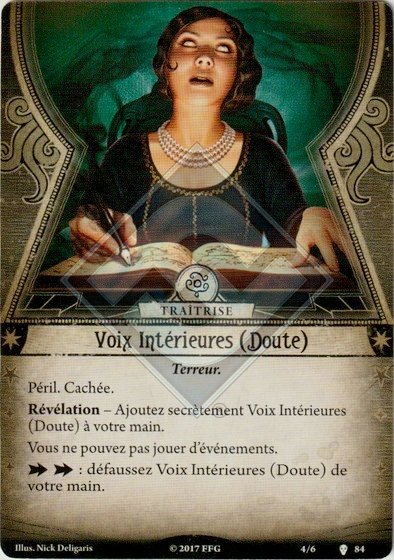 TRAÎTRISE
Voix Intérieures (Doute)
Terreur.
Péril. Cachée.
Révélation – Ajoutez secrètement Voix Intérieures
(Doute) à votre main.
Vous ne pouvez pas jouer d'événements.
: défaussez Voix Intérieures (Doute) de
votre main.
Illus. Nick Deligaris © 2017 FFG 4/6 84